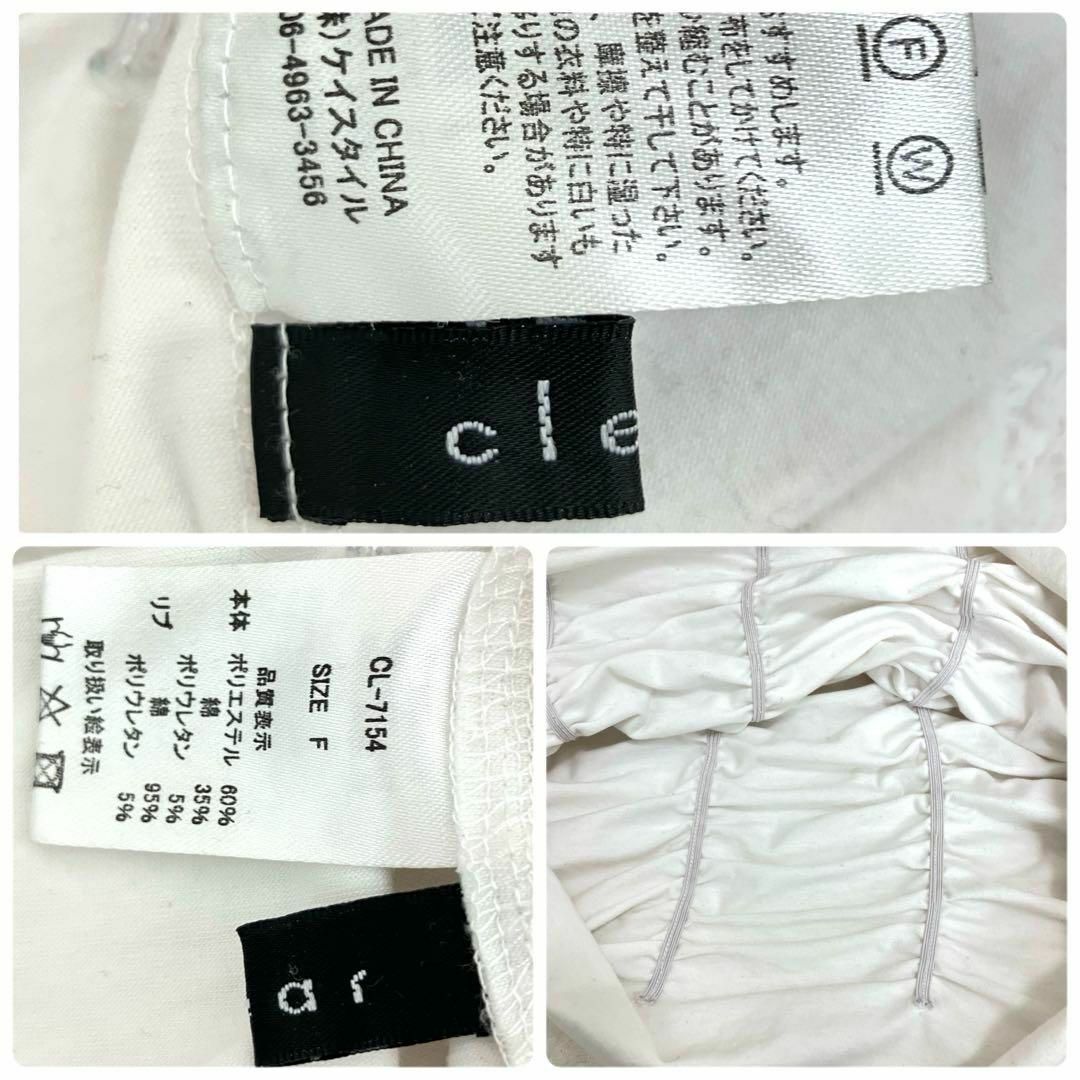 F
W
すすめします。
布をしてかけてください。
縮むことがあります。
を整えて干して下さい。
摩擦や特に湿った
の衣料や特に白いも
りする場合があります
ご注意ください。
ADE IN CHINA
株)ケイスタイル
06-4963-3456
cle
CL-7154
SIZE F
品質表示
本体 ポリエステル 60%
綿 35%
ポリウレタン 5%
リブ 綿 95%
ポリウレタン 5%
取り扱い絵表示